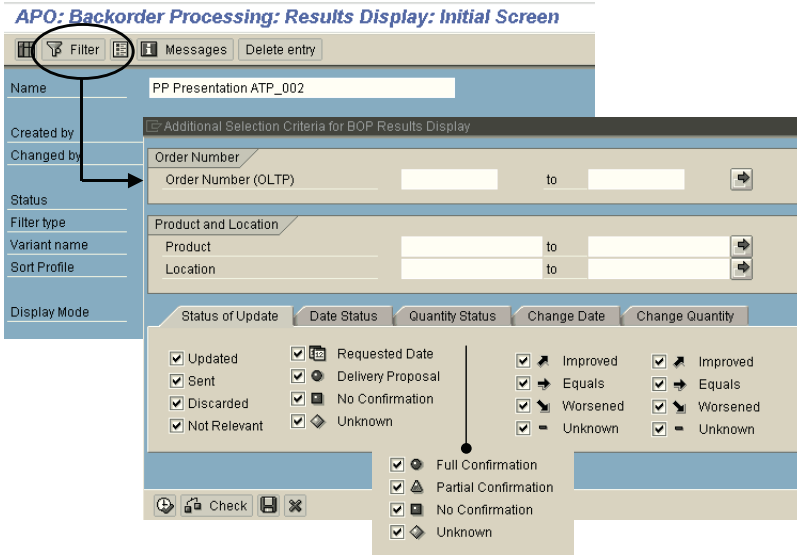 APO: Backorder Processing: Results Display: Initial Screen
Filter
Messages
Delete entry
Name
PP Presentation ATP_002
Created by
Changed by
Status
Filter type
Variant name
Sort Profile
Display Mode
Additional Selection Criteria for BOP Results Display
Order Number
Order Number (OLTP) to
Product and Location
Product to
Location to
Status of Update
Date Status
Quantity Status
Change Date
Change Quantity
Updated
Sent
Discarded
Not Relevant
12
Requested Date
Delivery Proposal
No Confirmation
Unknown
Improved
Equals
Worsened
Unknown
Improved
Equals
Worsened
Unknown
Full Confirmation
Partial Confirmation
No Confirmation
Unknown
Check